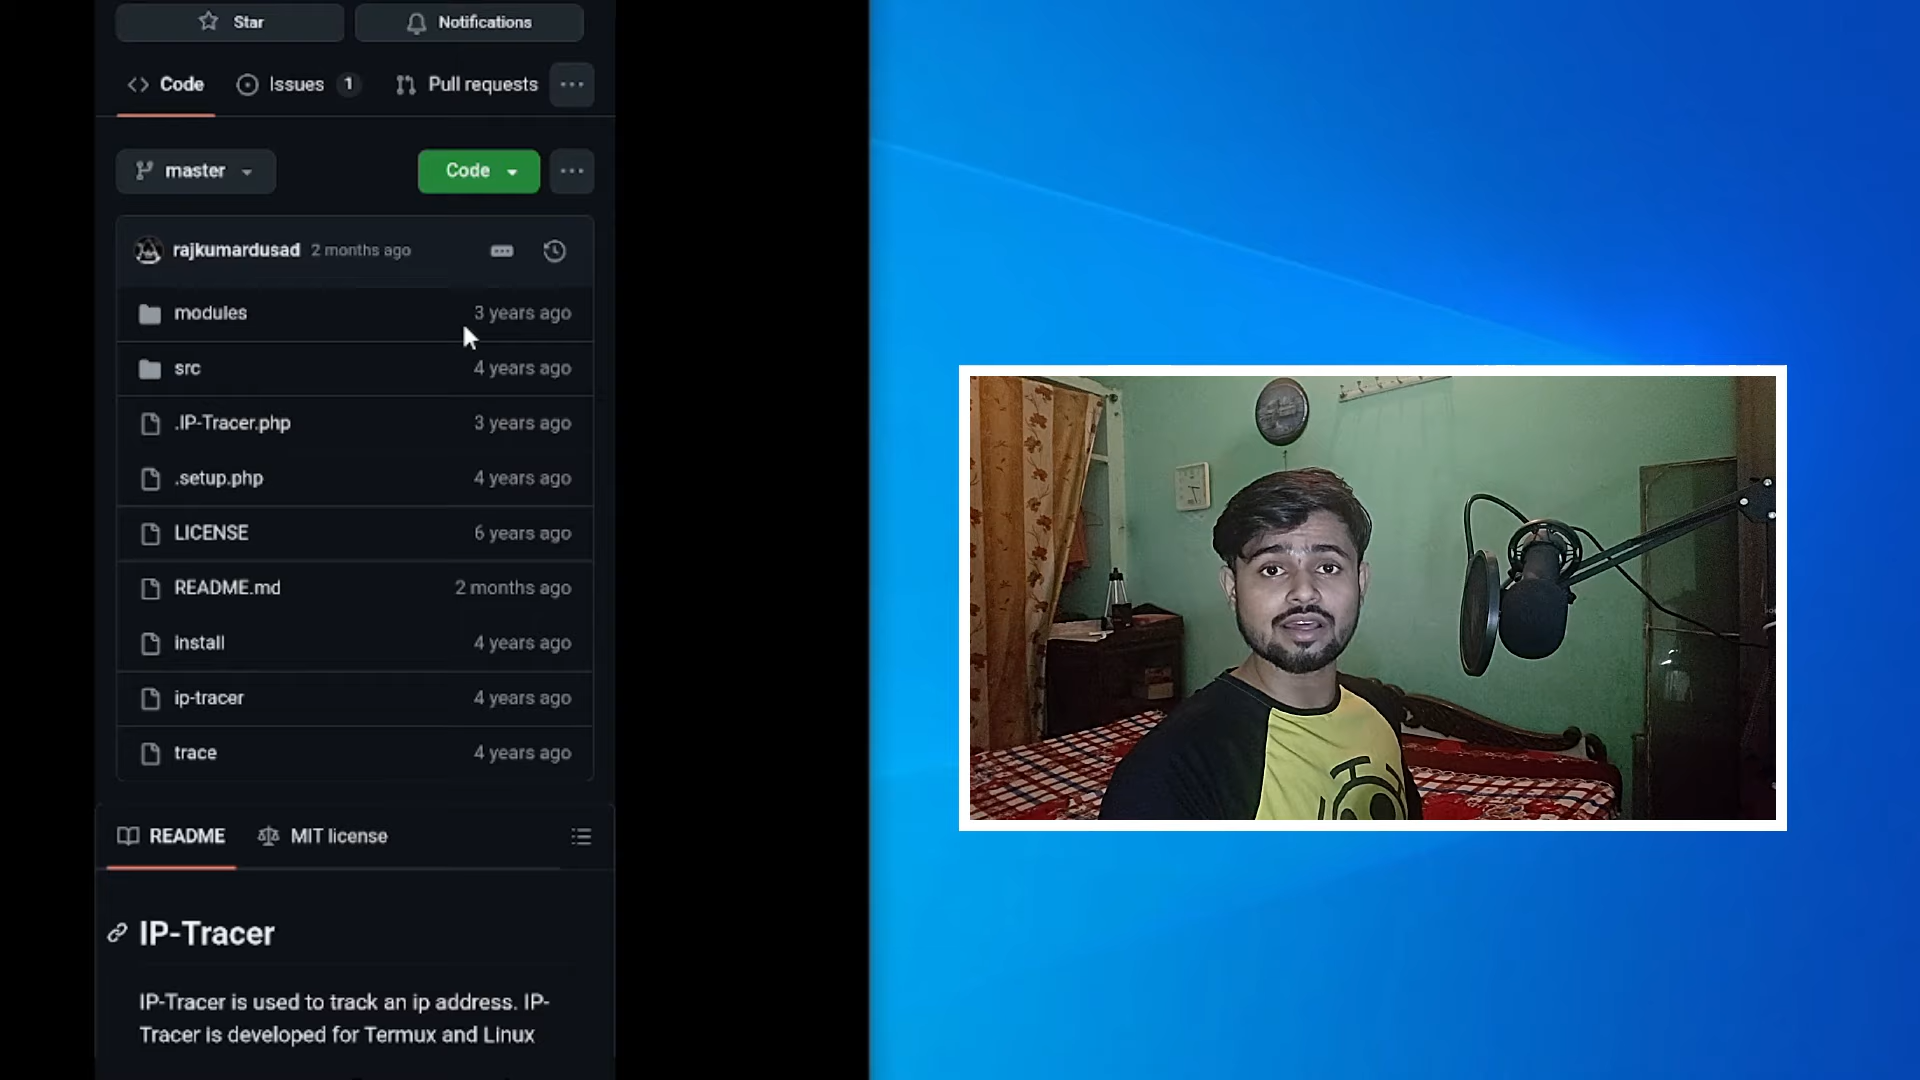 Star
Notifications
Code
Issues 1
Pull requests
master
Code
rajkumardusad 2 months ago
modules 3 years ago
src 4 years ago
.IP-Tracer.php 3 years ago
.setup.php 4 years ago
LICENSE 6 years ago
README.md 2 months ago
install 4 years ago
ip-tracer 4 years ago
trace 4 years ago
README
MIT license
IP-Tracer
IP-Tracer is used to track an ip address. IP-
Tracer is developed for Termux and Linux